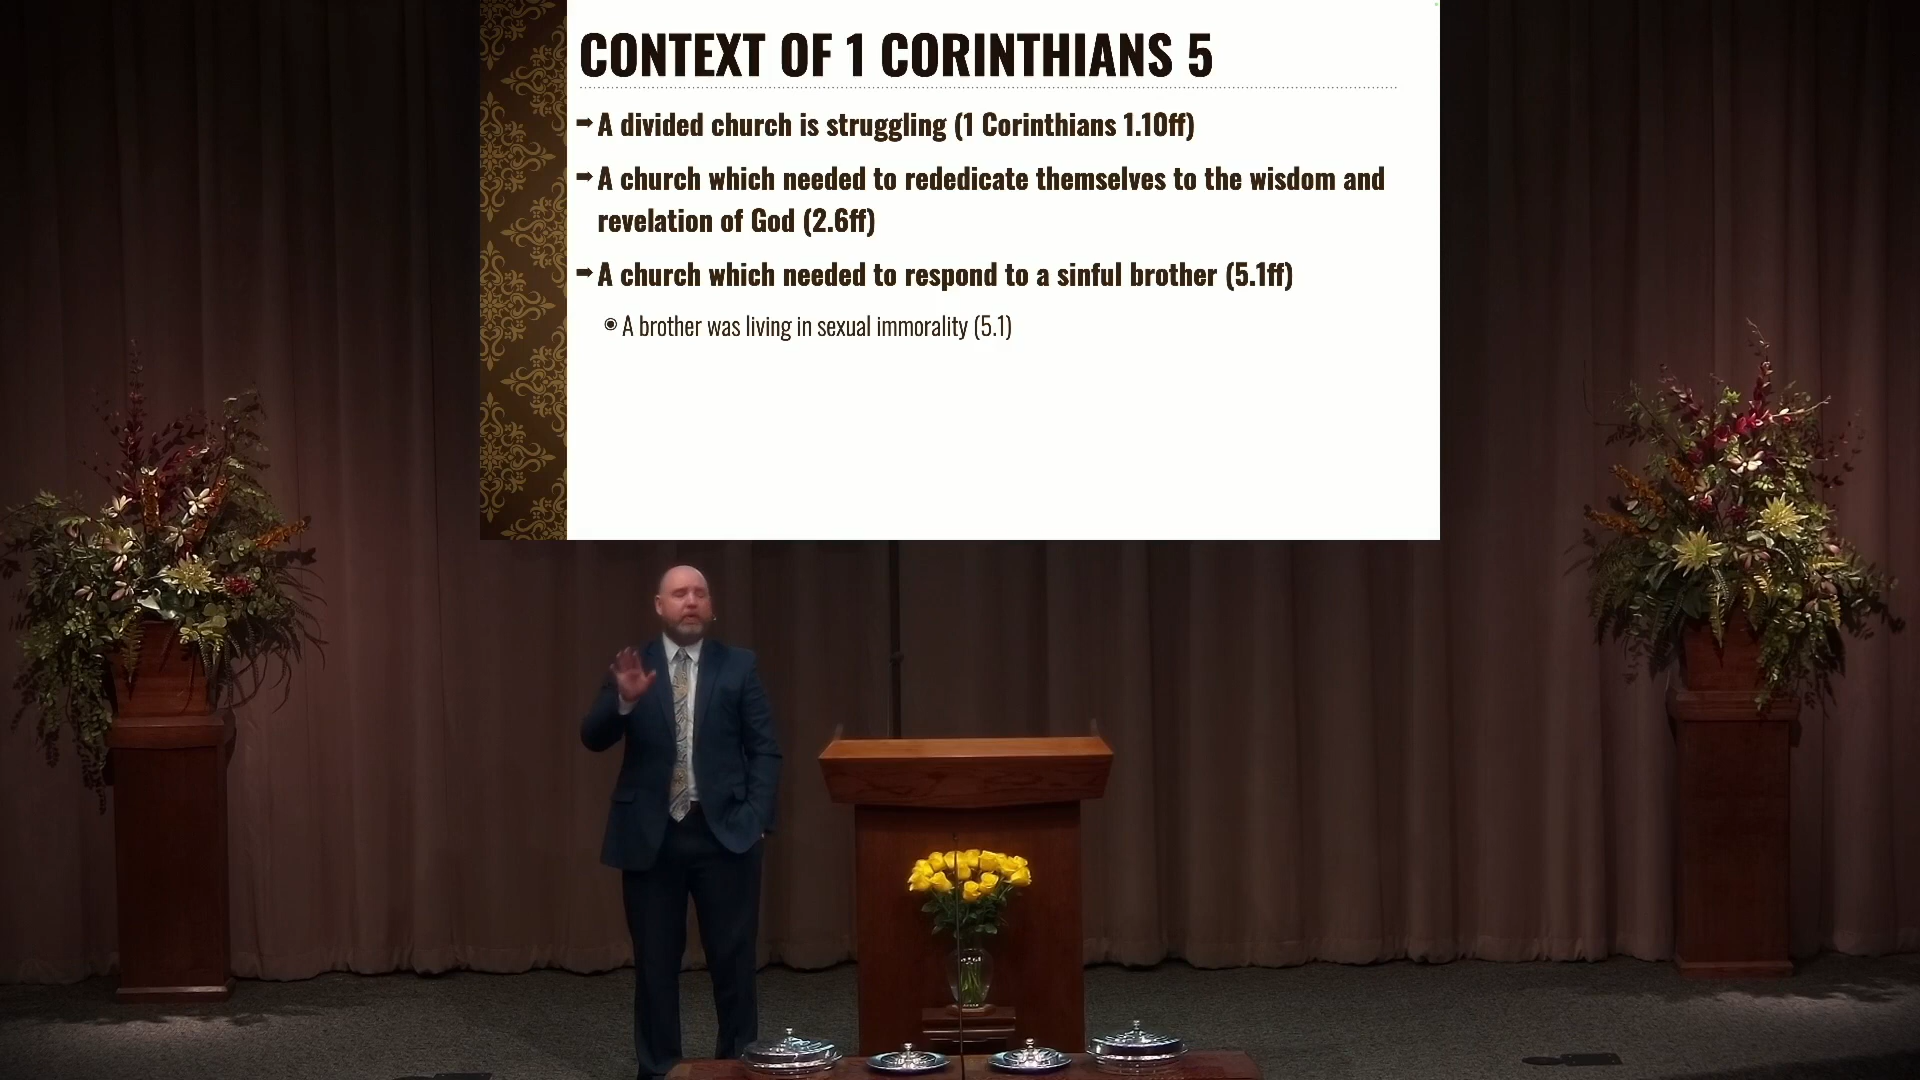 CONTEXT OF 1 CORINTHIANS 5
A divided church is struggling (1 Corinthians 1.10ff)
A church which needed to rededicate themselves to the wisdom and
revelation of God (2.6ff)
A church which needed to respond to a sinful brother (5.1ff)
A brother was living in sexual immorality (5.1)